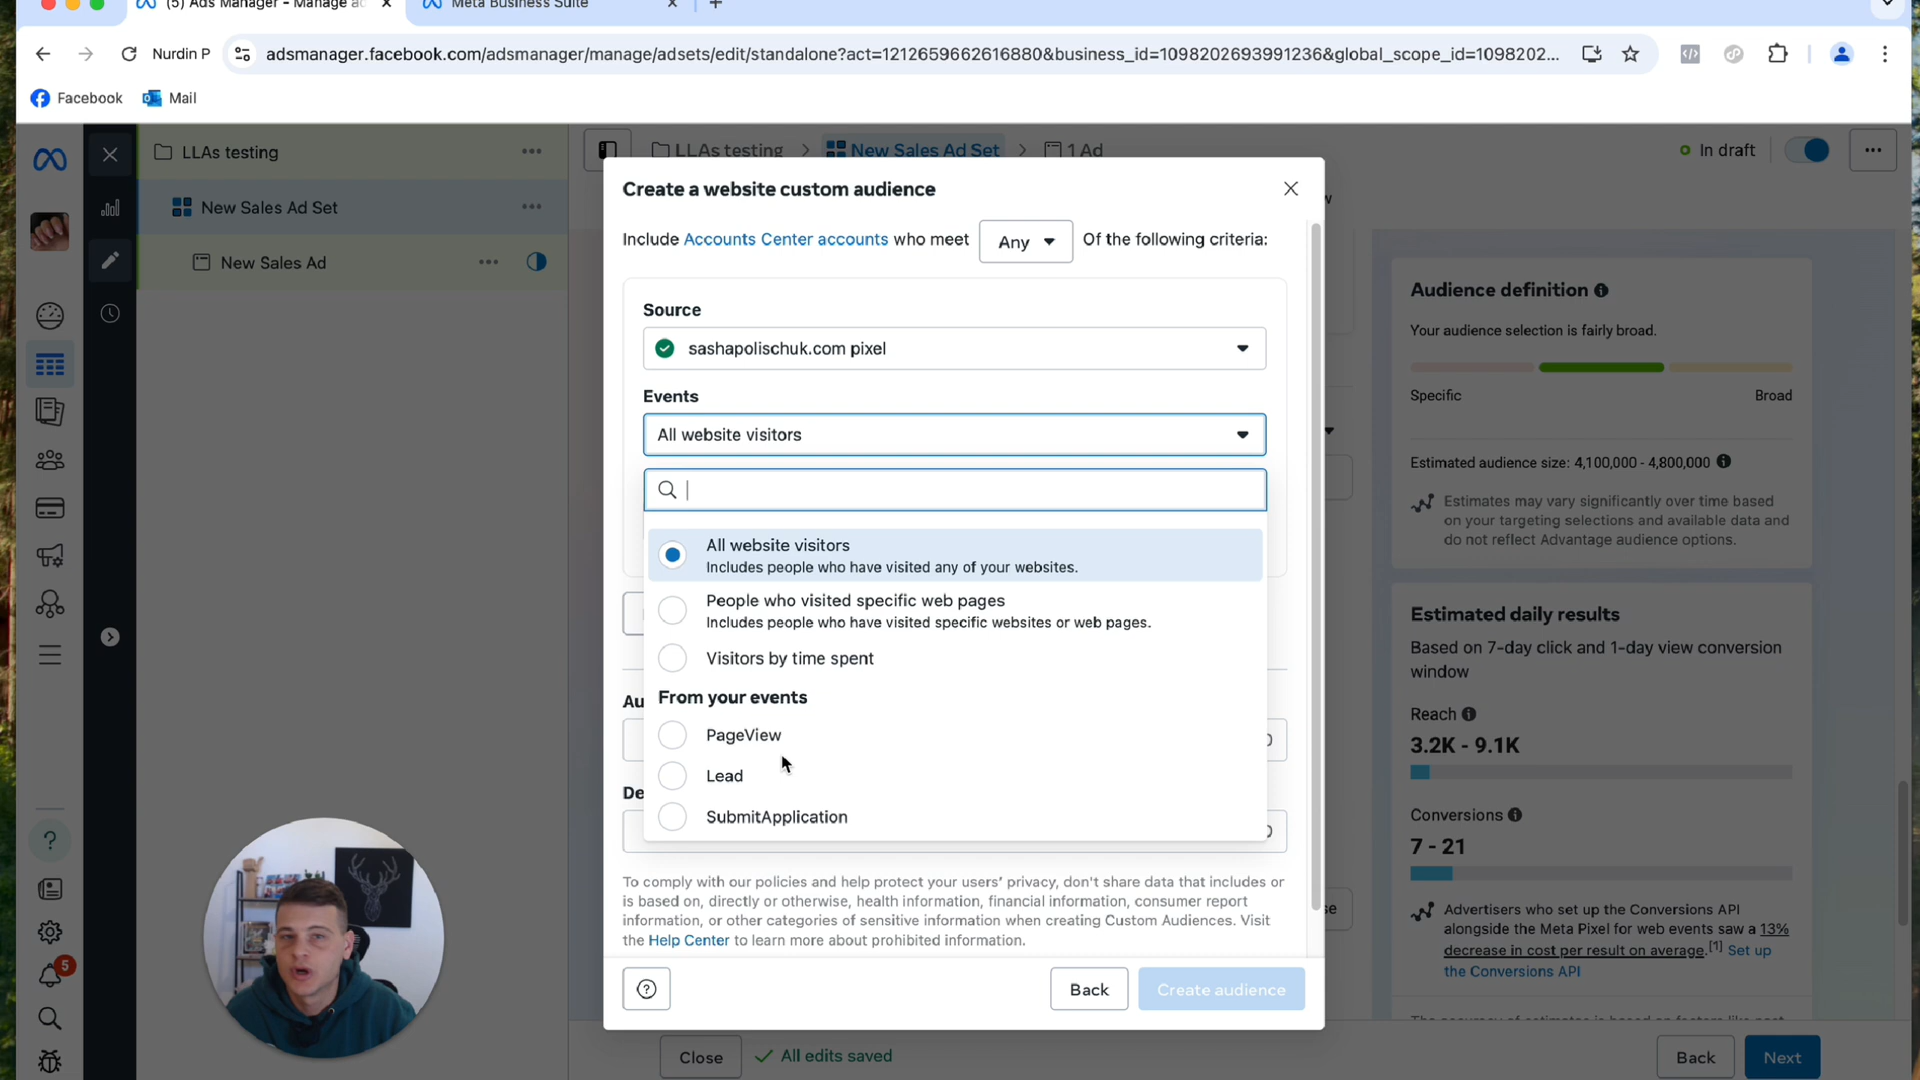 (5) Ads Manager - Manage ad
Meta Business Suite
Nurdin P
adsmanager.facebook.com/adsmanager/manage/adsets/edit/standalone?act=1212659662616880&business_id=1098202693991236&global_scope_id=109820...
Facebook
Mail
LLAs testing
New Sales Ad Set
New Sales Ad
LLAs testing > New Sales Ad Set > 1 Ad
In draft
Create a website custom audience
Include Accounts Center accounts who meet Any Of the following criteria:
Source
sashapolischuk.com pixel
Events
All website visitors
All website visitors
Includes people who have visited any of your websites.
People who visited specific web pages
Includes people who have visited specific websites or web pages.
Visitors by time spent
From your events
PageView
Lead
SubmitApplication
Au
De
To comply with our policies and help protect your users' privacy, don't share data that includes or
is based on, directly or otherwise, health information, financial information, consumer report
information, or other categories of sensitive information when creating Custom Audiences. Visit
the Help Center to learn more about prohibited information.
Back
Create audience
Audience definition
Your audience selection is fairly broad.
Specific
Broad
Estimated audience size: 4,100,000 - 4,800,000
Estimates may vary significantly over time based
on your targeting selections and available data and
do not reflect Advantage audience options.
Estimated daily results
Based on 7-day click and 1-day view conversion
window
Reach
3.2K - 9.1K
Conversions
7 - 21
Advertisers who set up the Conversions API
alongside the Meta Pixel for web events saw a 13%
decrease in cost per result on average.[1] Set up
the Conversions API
5
Close
All edits saved
Back
Next